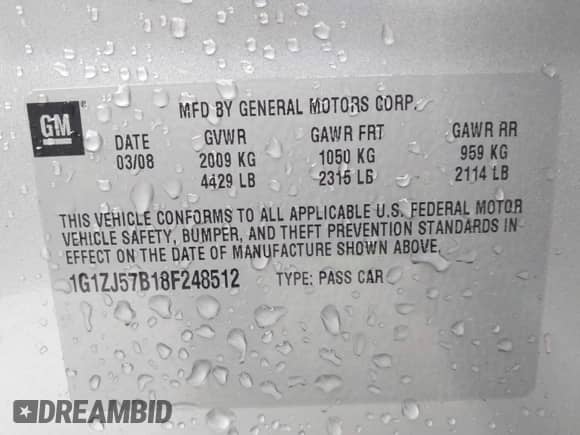 GM®
MFD BY GENERAL MOTORS CORP.
DATE GVWR GAWR FRT GAWR RR
03/08 2009 KG 1050 KG 959 KG
4429 LB 2315 LB 2114 LB
THIS VEHICLE CONFORMS TO ALL APPLICABLE U.S. FEDERAL MOTOR
VEHICLE SAFETY, BUMPER, AND THEFT PREVENTION STANDARDS IN
EFFECT ON THE DATE OF MANUFACTURE SHOWN ABOVE.
1G1ZJ57B18F248512 TYPE: PASS CAR
DREAMBID